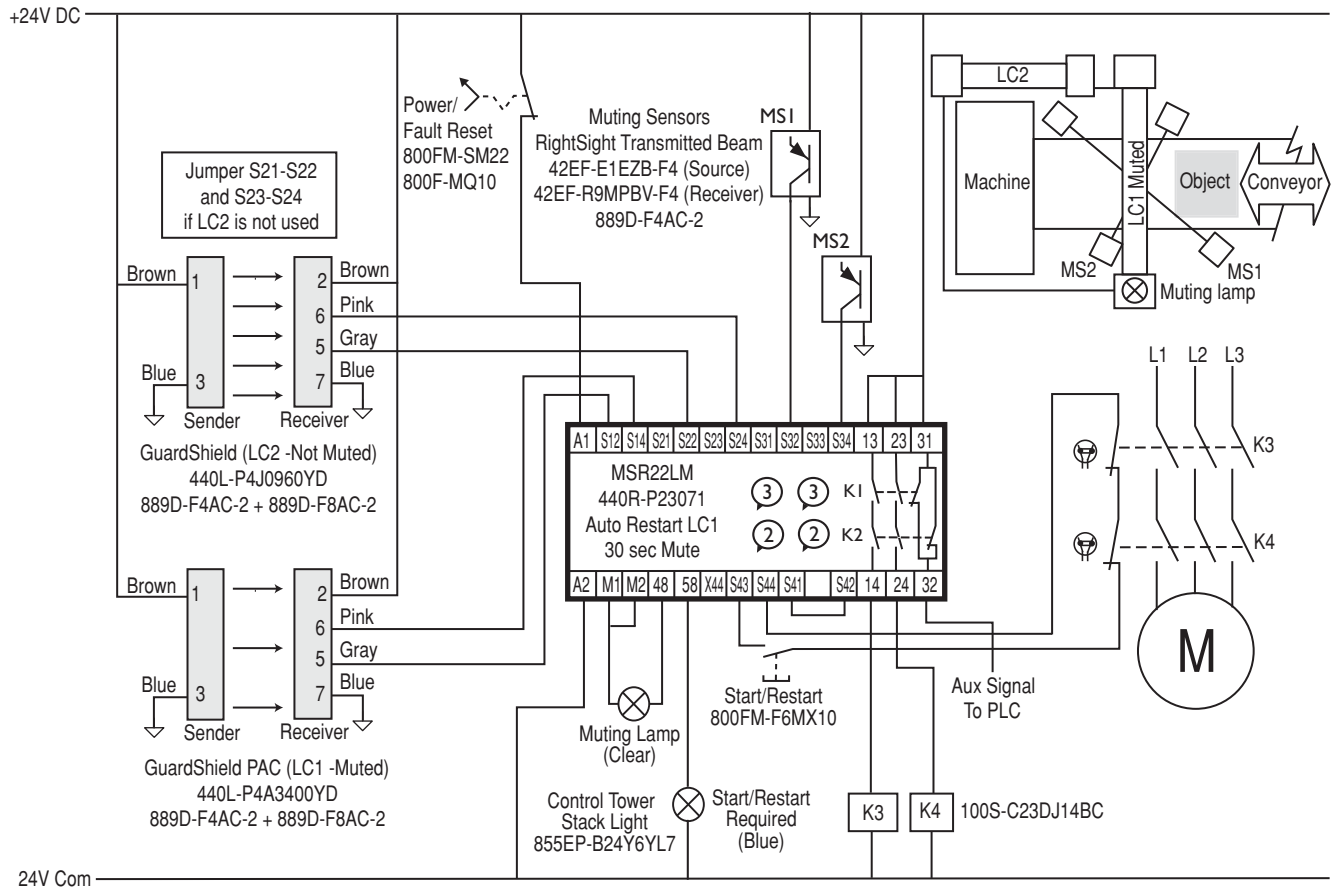 +24V DC
Power/
Fault Reset
800FM-SM22
800F-MQ10
Muting Sensors
RightSight Transmitted Beam
42EF-E1EZB-F4 (Source)
42EF-R9MPBV-F4 (Receiver)
889D-F4AC-2
MS1
MS2
LC2
Machine
LC1 Muted
Object
Conveyor
MS2
MS1
Muting lamp
Jumper S21-S22
and S23-S24
if LC2 is not used
Brown
1
Blue
3
Sender
2
Brown
6
Pink
5
Gray
7
Blue
Receiver
GuardShield (LC2 -Not Muted)
440L-P4J0960YD
889D-F4AC-2 + 889D-F8AC-2
Brown
1
Blue
3
Sender
2
Brown
6
Pink
5
Gray
7
Blue
Receiver
GuardShield PAC (LC1 -Muted)
440L-P4A3400YD
889D-F4AC-2 + 889D-F8AC-2
A1 S12 S14 S21 S22 S23 S24 S31 S32 S33 S34 13 23 31
MSR22LM
440R-P23071
Auto Restart LC1
30 sec Mute
3 3
2 2
K1
K2
A2 M1 M2 48 58 X44 S43 S44 S41 S42 14 24 32
Muting Lamp
(Clear)
Control Tower
Stack Light
855EP-B24Y6YL7
Start/Restart
Required
(Blue)
Start/Restart
800FM-F6MX10
Aux Signal
To PLC
K3
K4
100S-C23DJ14BC
L1 L2 L3
K3
K4
M
24V Com